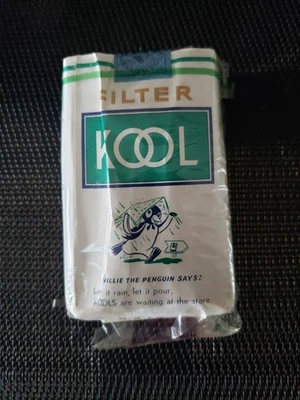 FILTER
KOOL
WILLIE THE PENGUIN SAYS:
Let it rain, let it pour,
KOOLS are waiting at the store